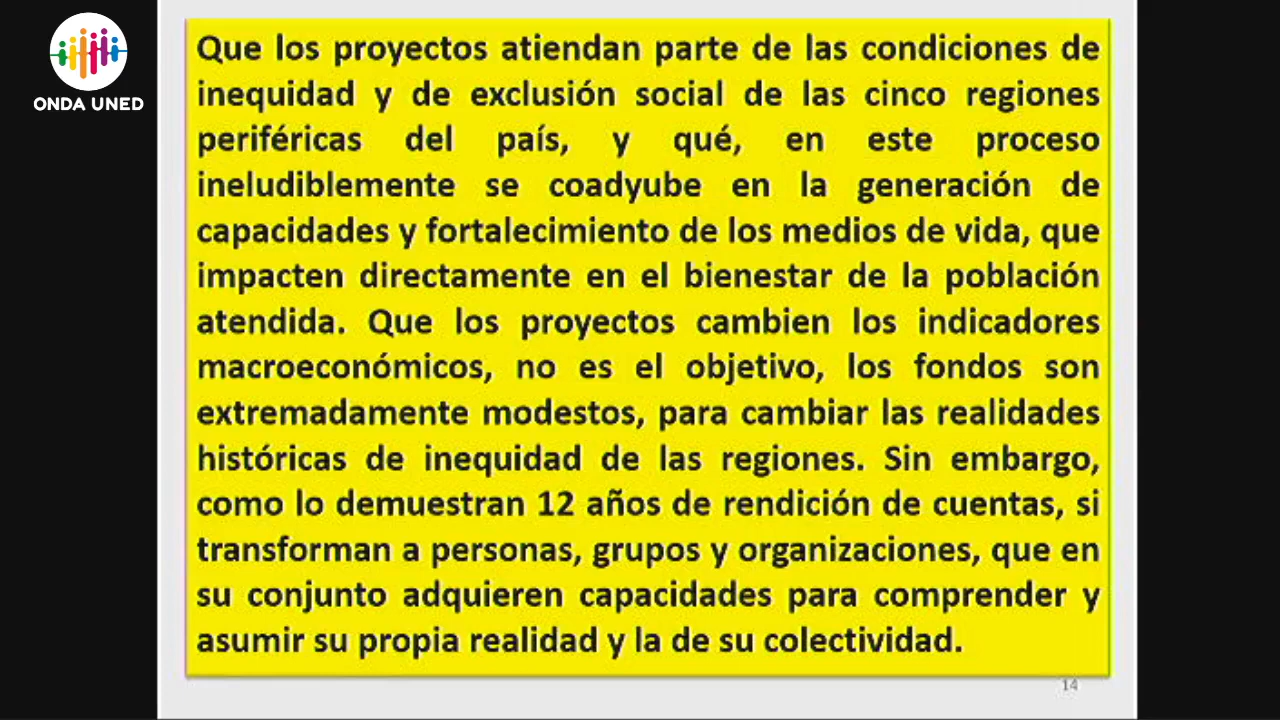 ONDA UNED
Que los proyectos atiendan parte de las condiciones de
inequidad y de exclusión social de las cinco regiones
periféricas del país, y qué, en este proceso
ineludiblemente se coadyube en la generación de
capacidades y fortalecimiento de los medios de vida, que
impacten directamente en el bienestar de la población
atendida. Que los proyectos cambien los indicadores
macroeconómicos, no es el objetivo, los fondos son
extremadamente modestos, para cambiar las realidades
históricas de inequidad de las regiones. Sin embargo,
como lo demuestran 12 años de rendición de cuentas, si
transforman a personas, grupos y organizaciones, que en
su conjunto adquieren capacidades para comprender y
asumir su propia realidad y la de su colectividad.
14